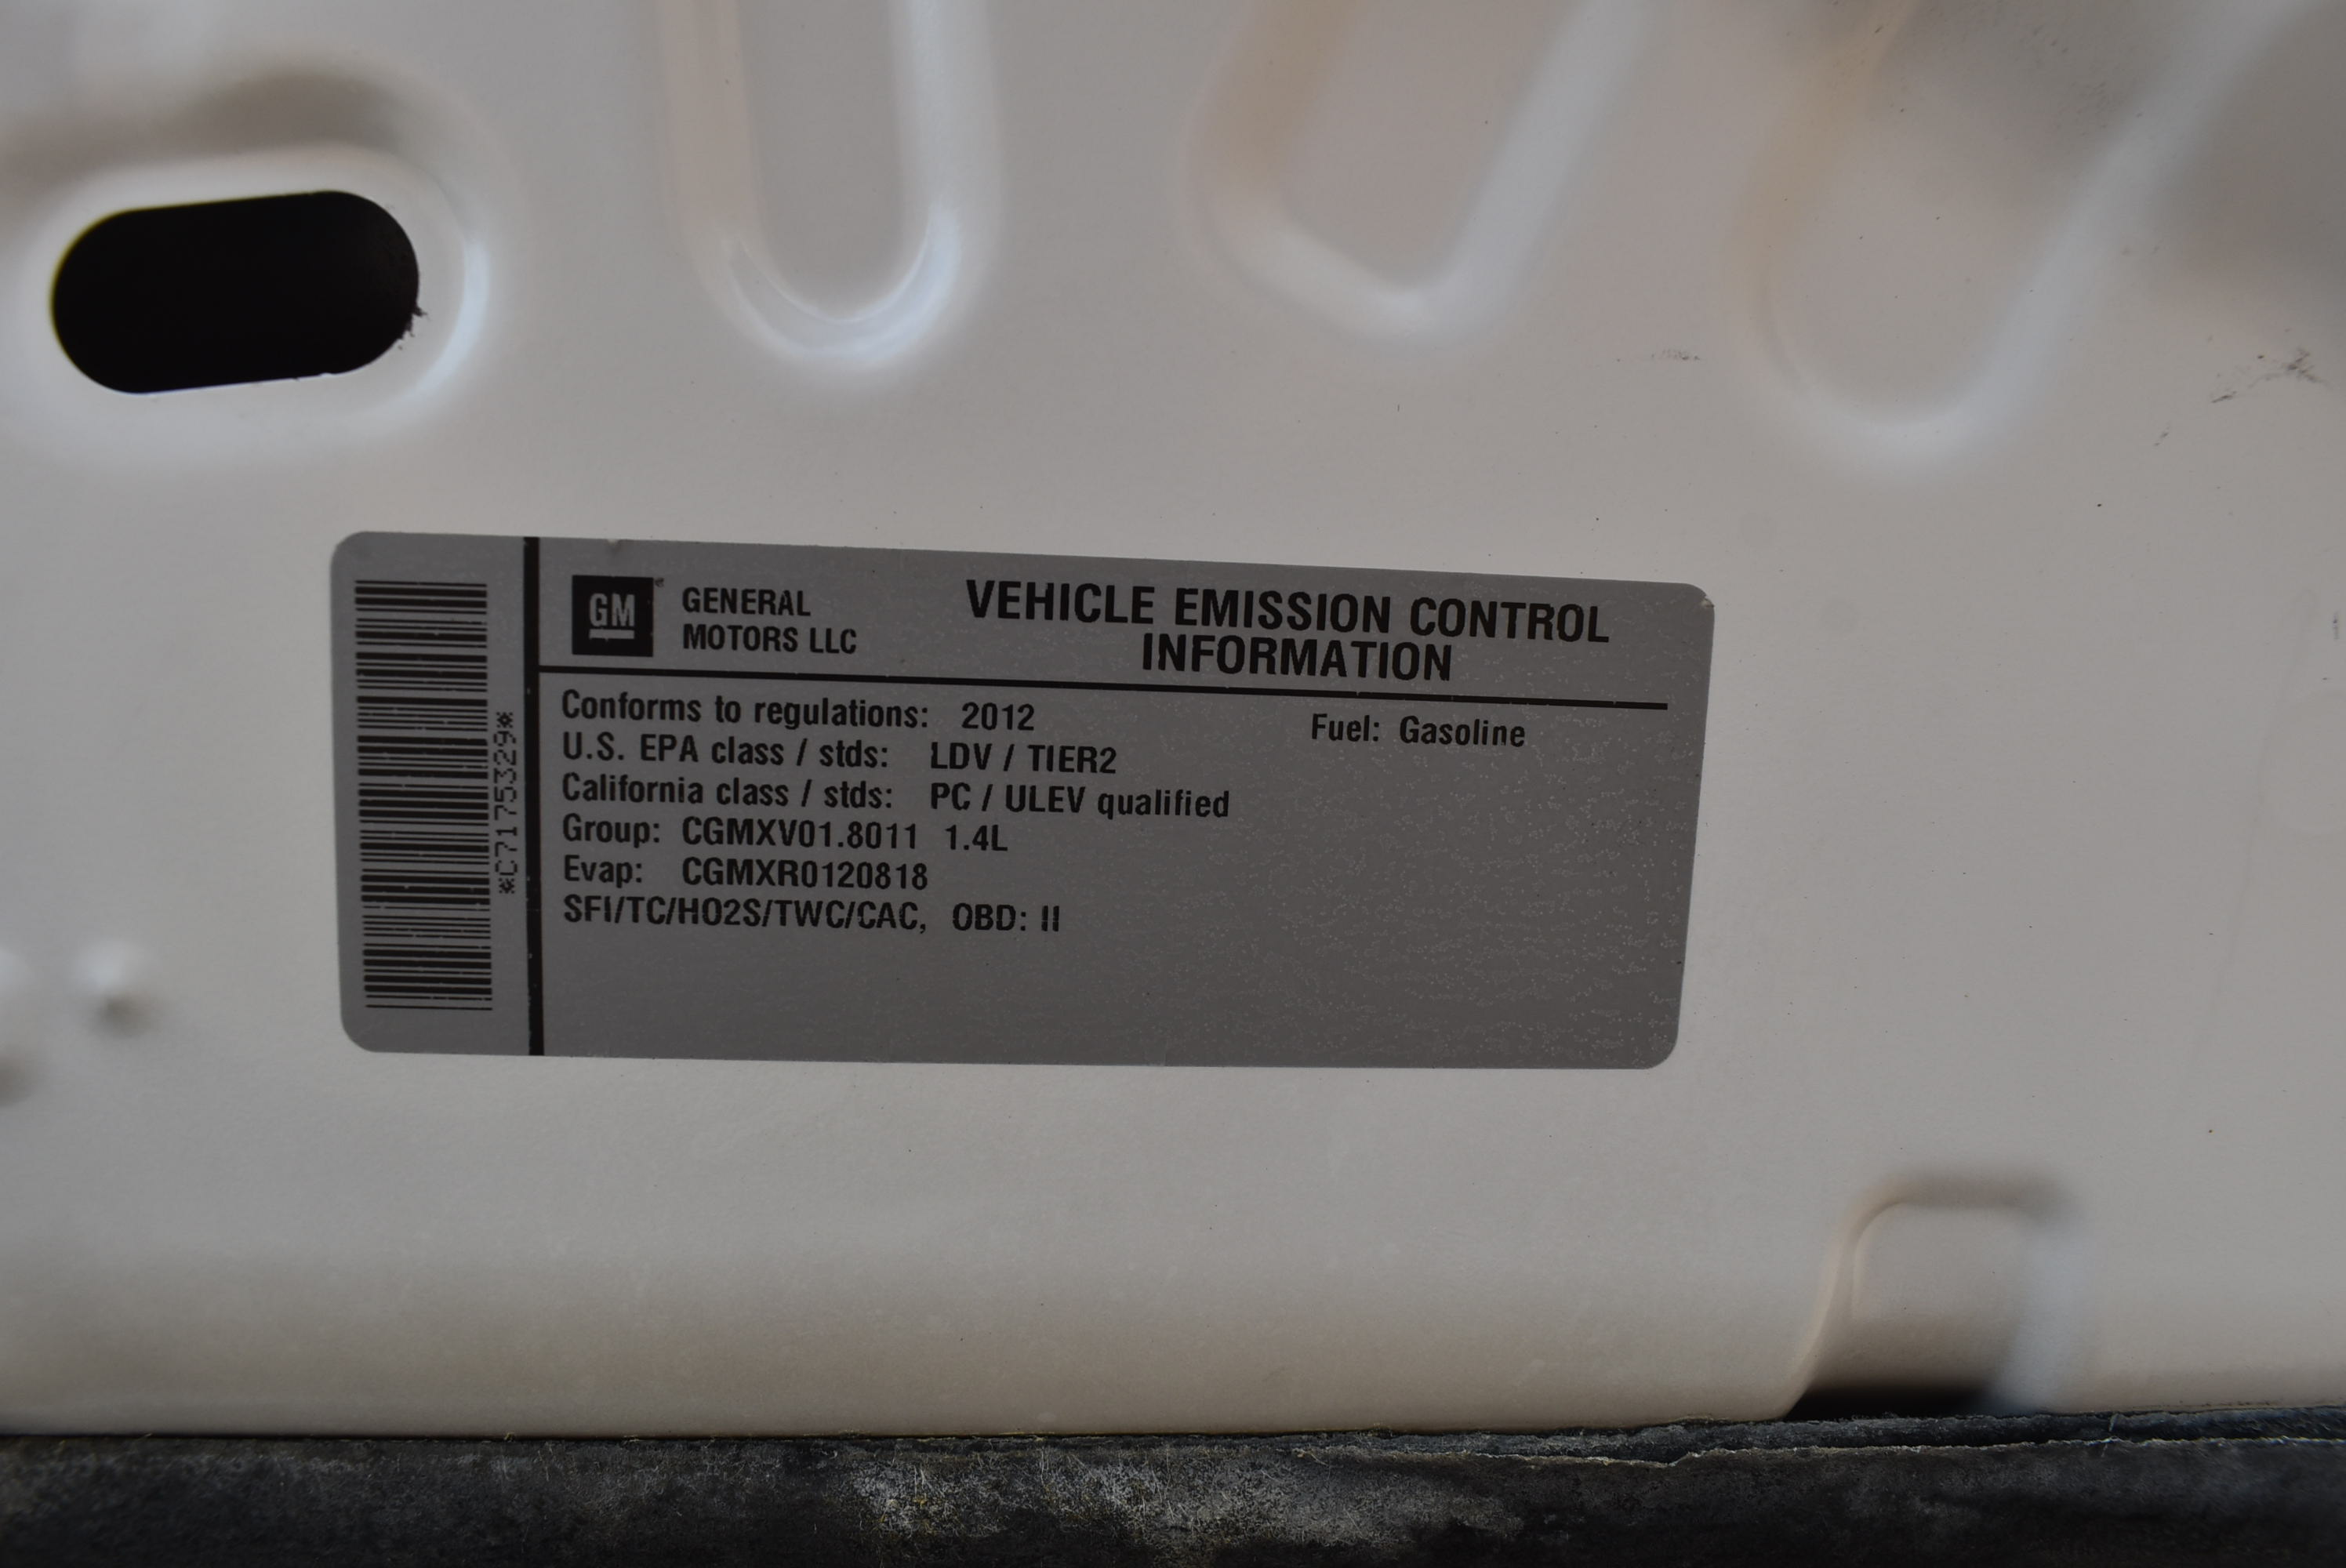 *C7175329*
GM
GENERAL
MOTORS LLC
VEHICLE EMISSION CONTROL
INFORMATION
Conforms to regulations: 2012 Fuel: Gasoline
U.S. EPA class / stds: LDV / TIER2
California class / stds: PC / ULEV qualified
Group: CGMXV01.8011 1.4L
Evap: CGMXR0120818
SFI/TC/HO2S/TWC/CAC, OBD: II